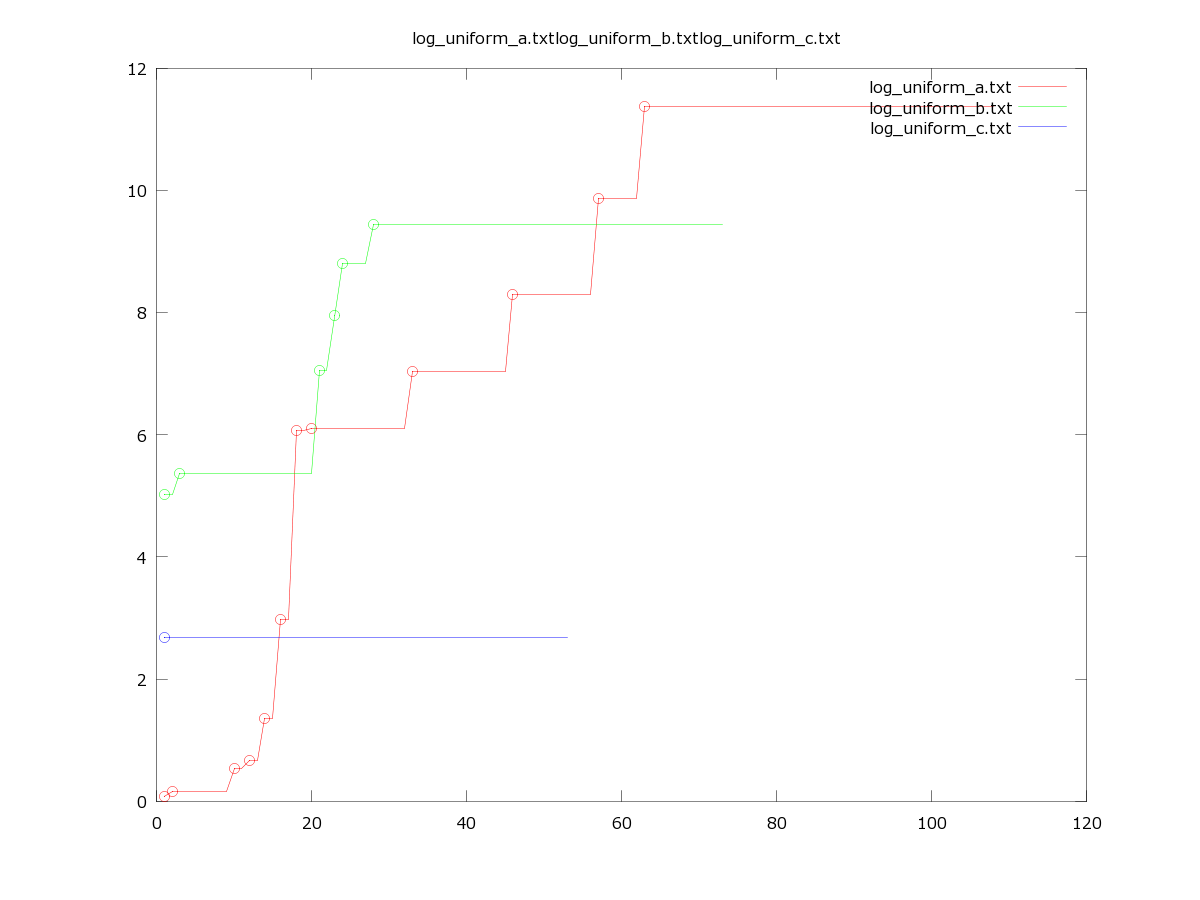 log_uniform_a.txtlog_uniform_b.txtlog_uniform_c.txt
12
10
8
6
4
2
0
0 20 40 60 80 100 120
log_uniform_a.txt
log_uniform_b.txt
log_uniform_c.txt